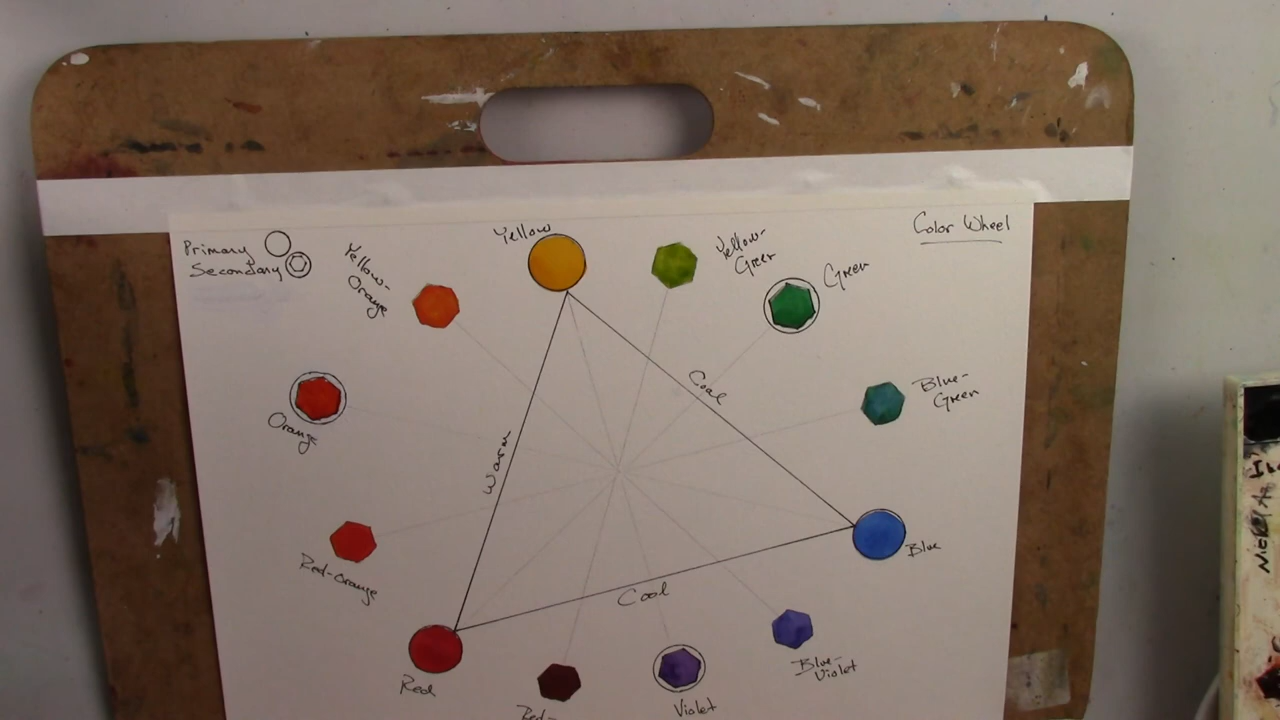 Color Wheel
Primary
Secondary
Yellow-
Orange
Yellow
Yellow-
Green
Green
Blue-
Green
Orange
Warm
Cool
Red-Orange
Blue
Cool
Red
Red-
Violet
Blue-
Violet